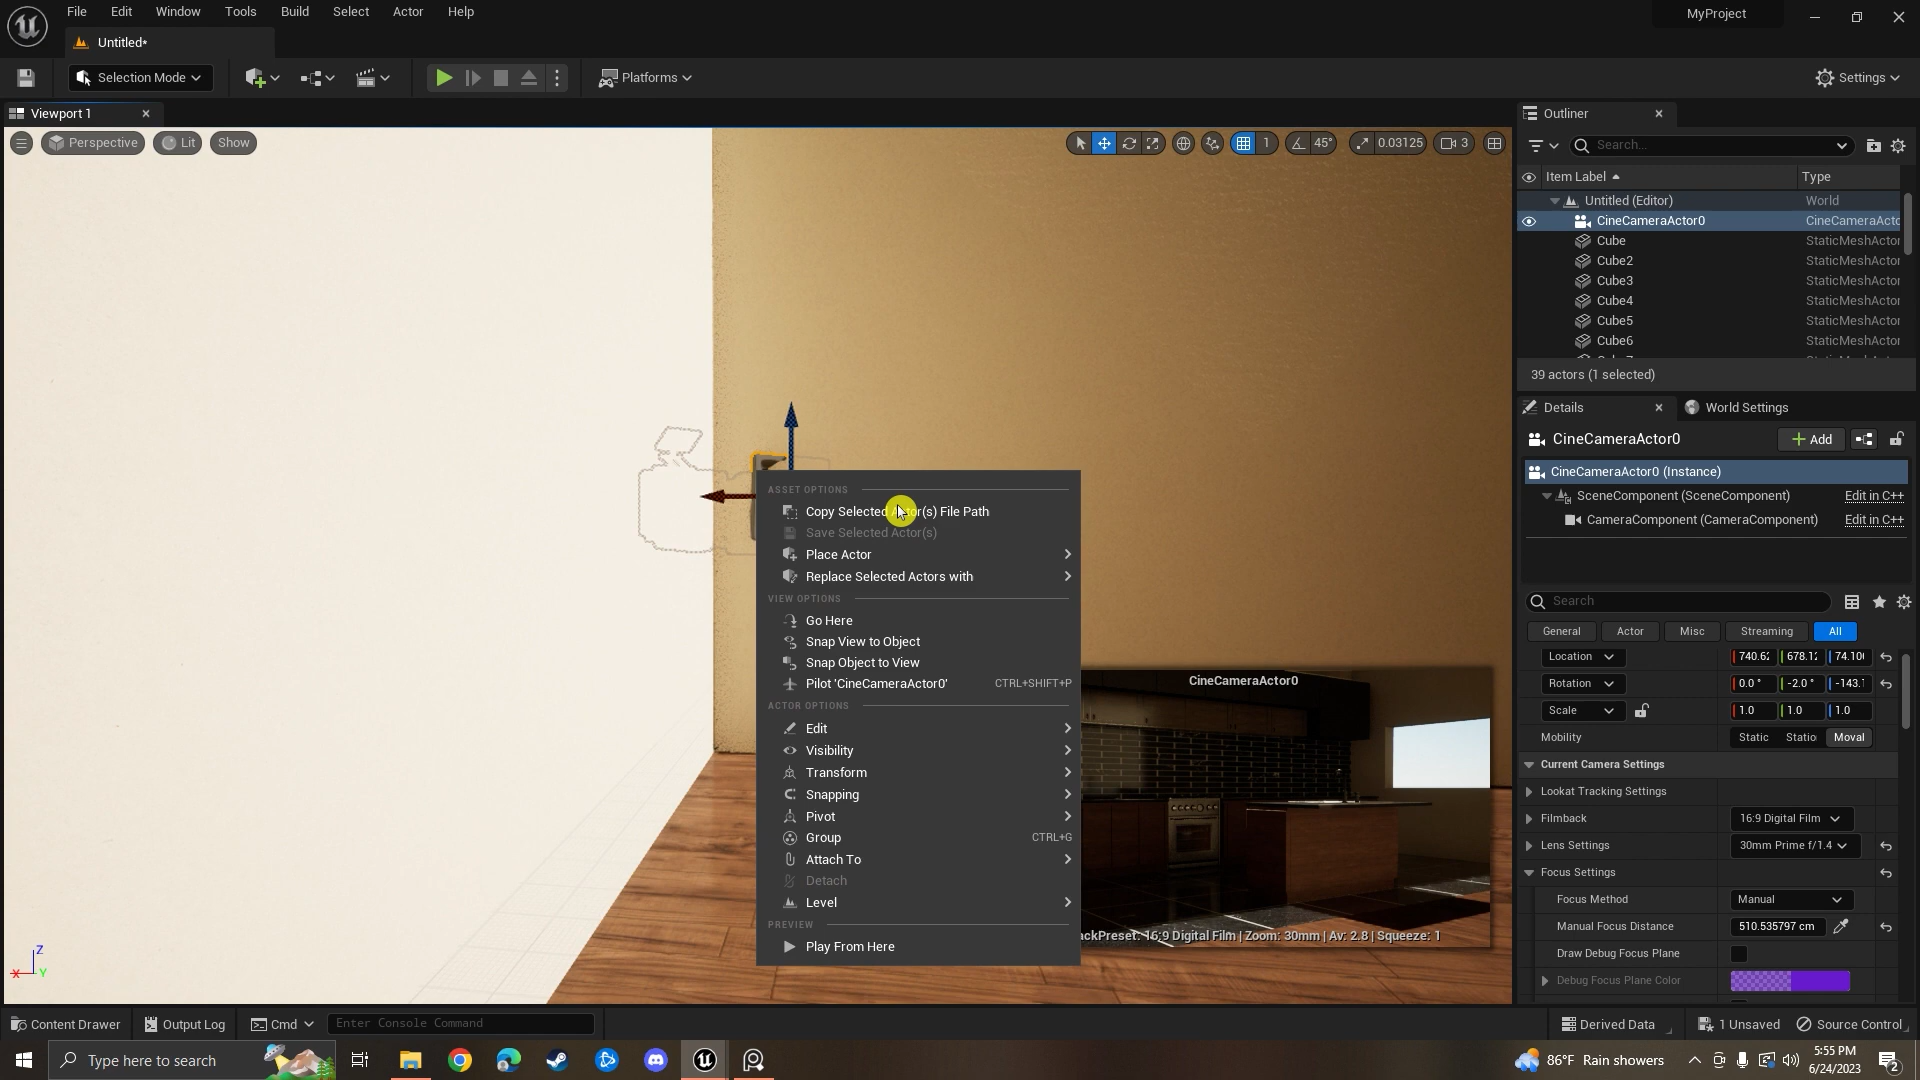 File Edit Window Tools Build Select Actor Help
MyProject
Untitled*
Selection Mode
Platforms
Settings
Viewport 1
Perspective
Lit
Show
1
45°
0.03125
3
Outliner
Search...
Item Label
Type
Untitled (Editor) World
CineCameraActor0 CineCameraActo
Cube StaticMeshActor
Cube2 StaticMeshActor
Cube3 StaticMeshActor
Cube4 StaticMeshActor
Cube5 StaticMeshActor
Cube6 StaticMeshActor
39 actors (1 selected)
Details
World Settings
CineCameraActor0
Add
CineCameraActor0 (Instance)
SceneComponent (SceneComponent) Edit in C++
CameraComponent (CameraComponent) Edit in C++
Search
General Actor Misc Streaming All
Location 740.62 678.12 74.10
Rotation 0.0 ° -2.0 ° -143.1
Scale 1.0 1.0 1.0
Mobility Static Statio Moval
Current Camera Settings
Lookat Tracking Settings
Filmback 16:9 Digital Film
Lens Settings 30mm Prime f/1.4
Focus Settings
Focus Method Manual
Manual Focus Distance 510.535797 cm
Draw Debug Focus Plane
Debug Focus Plane Color
ASSET OPTIONS
Copy Selected Actor(s) File Path
Save Selected Actor(s)
Place Actor
Replace Selected Actors with
VIEW OPTIONS
Go Here
Snap View to Object
Snap Object to View
Pilot 'CineCameraActor0' CTRL+SHIFT+P
ACTOR OPTIONS
Edit
Visibility
Transform
Snapping
Pivot
Group CTRL+G
Attach To
Detach
Level
PREVIEW
Play From Here
CineCameraActor0
ackPreset: 16:9 Digital Film | Zoom: 30mm | Av: 2.8 | Squeeze: 1
Z
X Y
Content Drawer
Output Log
Cmd
Enter Console Command
Derived Data
1 Unsaved
Source Control
Type here to search
86°F Rain showers
5:55 PM
6/24/2023
2